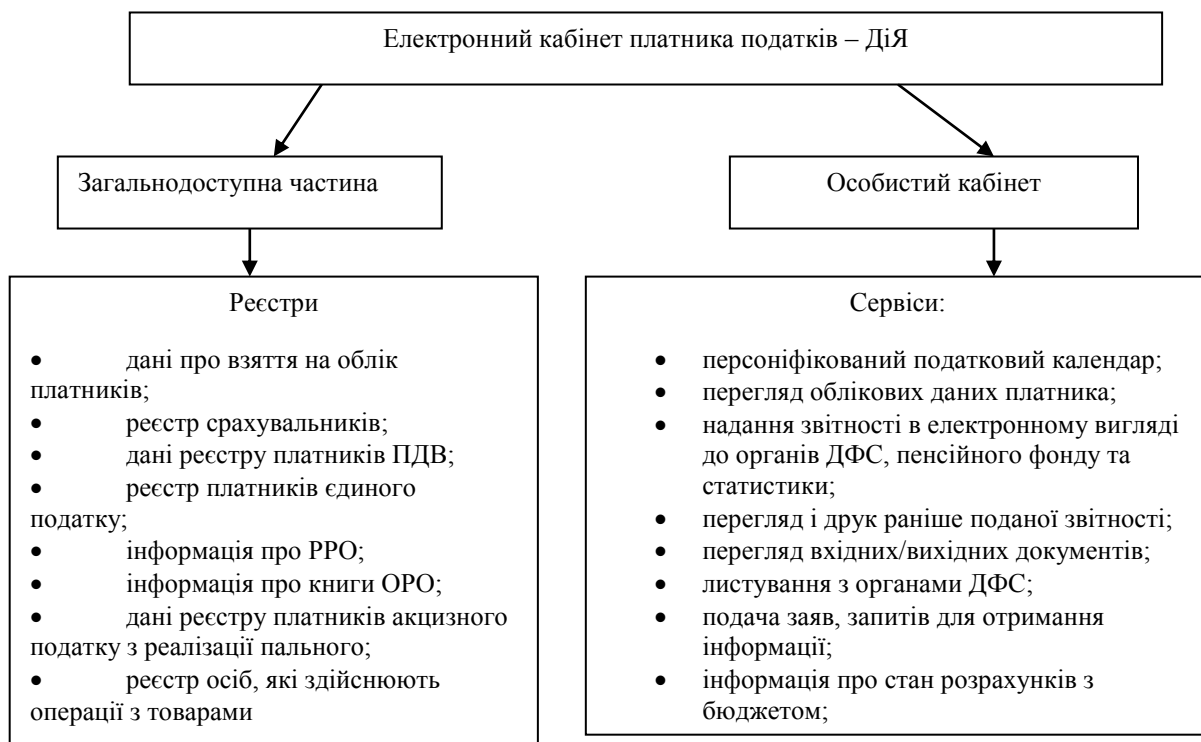 Електронний кабінет платника податків – ДіЯ
Загальнодоступна частина
Особистий кабінет
Реєстри
• дані про взяття на облік
платників;
• реєстр срахувальників;
• дані реєстру платників ПДВ;
• реєстр платників єдиного
податку;
• інформація про РРО;
• інформація про книги ОРО;
• дані реєстру платників акцизного
податку з реалізації пального;
• реєстр осіб, які здійснюють
операції з товарами
Сервіси:
• персоніфікований податковий календар;
• перегляд облікових даних платника;
• надання звітності в електронному вигляді
до органів ДФС, пенсійного фонду та
статистики;
• перегляд і друк раніше поданої звітності;
• перегляд вхідних/вихідних документів;
• листування з органами ДФС;
• подача заяв, запитів для отримання
інформації;
• інформація про стан розрахунків з
бюджетом;